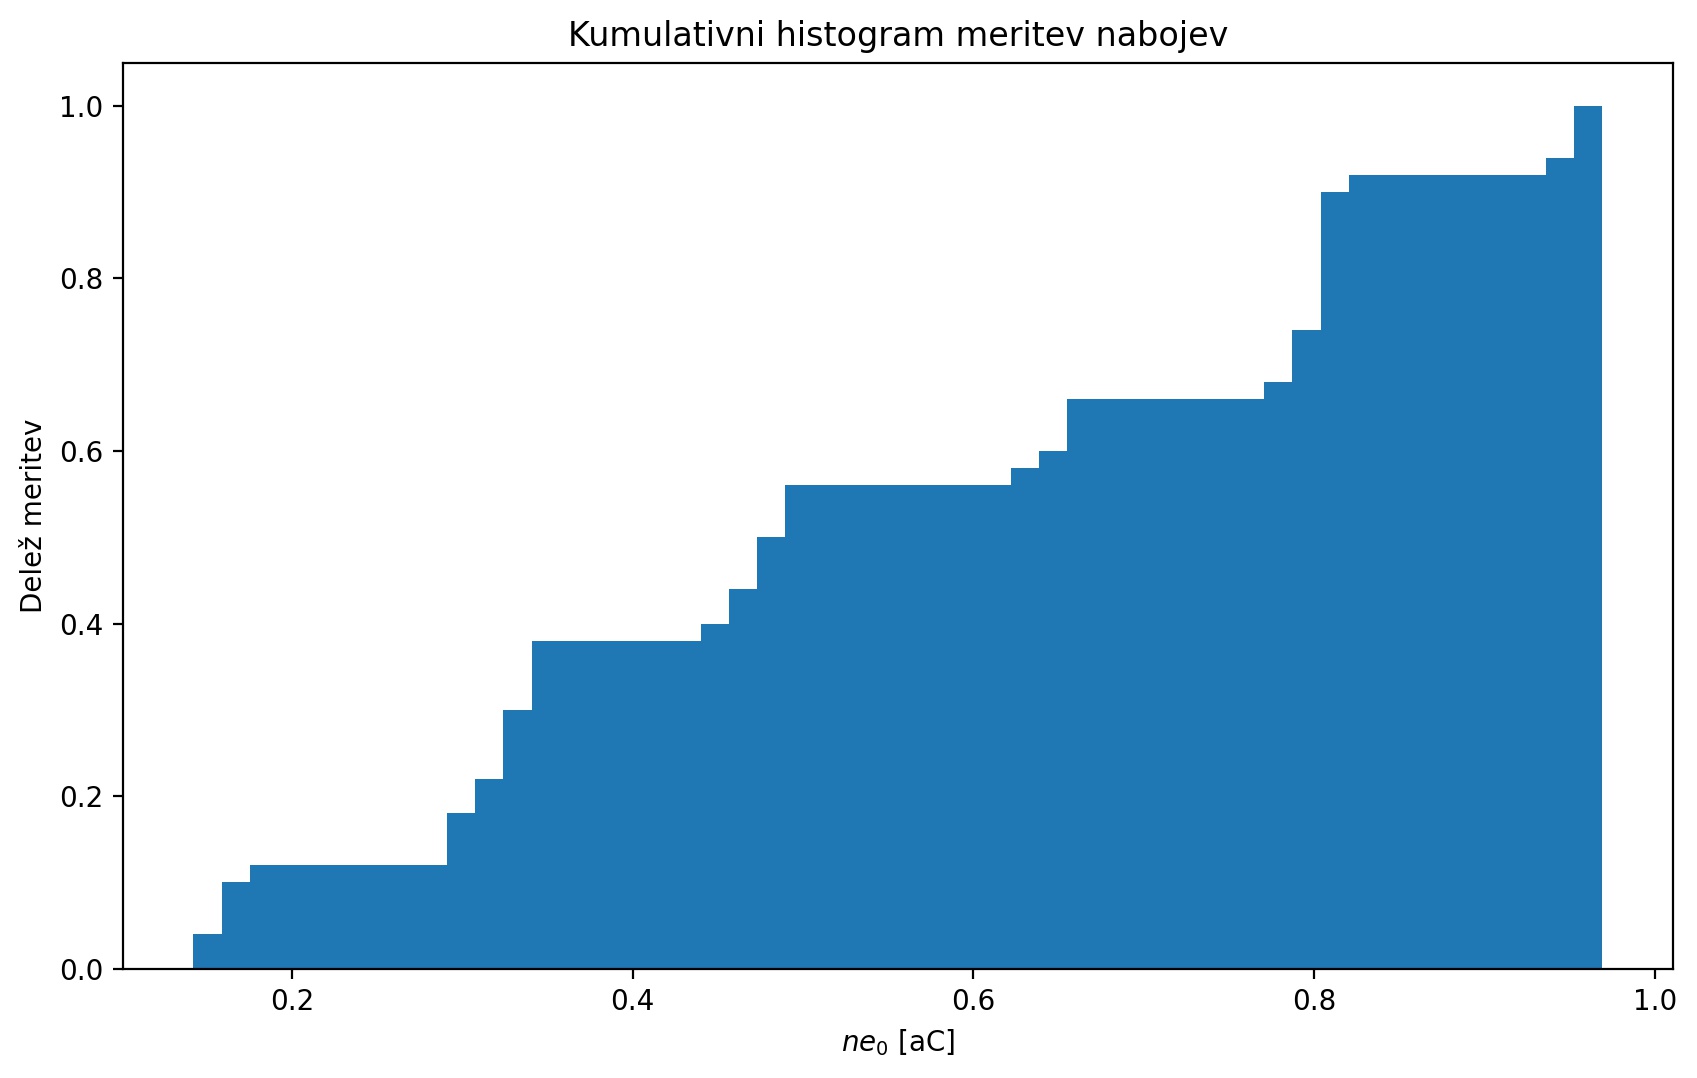 Kumulativni histogram meritev nabojev
Delež meritev
1.0
0.8
0.6
0.4
0.2
0.0
0.2 0.4 0.6 0.8 1.0
ne₀ [aC]